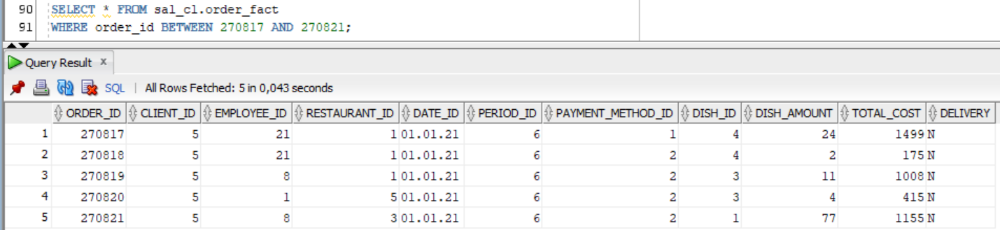 90 SELECT * FROM sal_cl.order_fact
91 WHERE order_id BETWEEN 270817 AND 270821;
Query Result x
SQL | All Rows Fetched: 5 in 0,043 seconds
ORDER_ID CLIENT_ID EMPLOYEE_ID RESTAURANT_ID DATE_ID PERIOD_ID PAYMENT_METHOD_ID DISH_ID DISH_AMOUNT TOTAL_COST DELIVERY
1 270817 5 21 1 01.01.21 6 1 4 24 1499 N
2 270818 5 21 1 01.01.21 6 2 4 2 175 N
3 270819 5 8 1 01.01.21 6 2 3 11 1008 N
4 270820 5 1 5 01.01.21 6 2 3 4 415 N
5 270821 5 8 3 01.01.21 6 2 1 77 1155 N